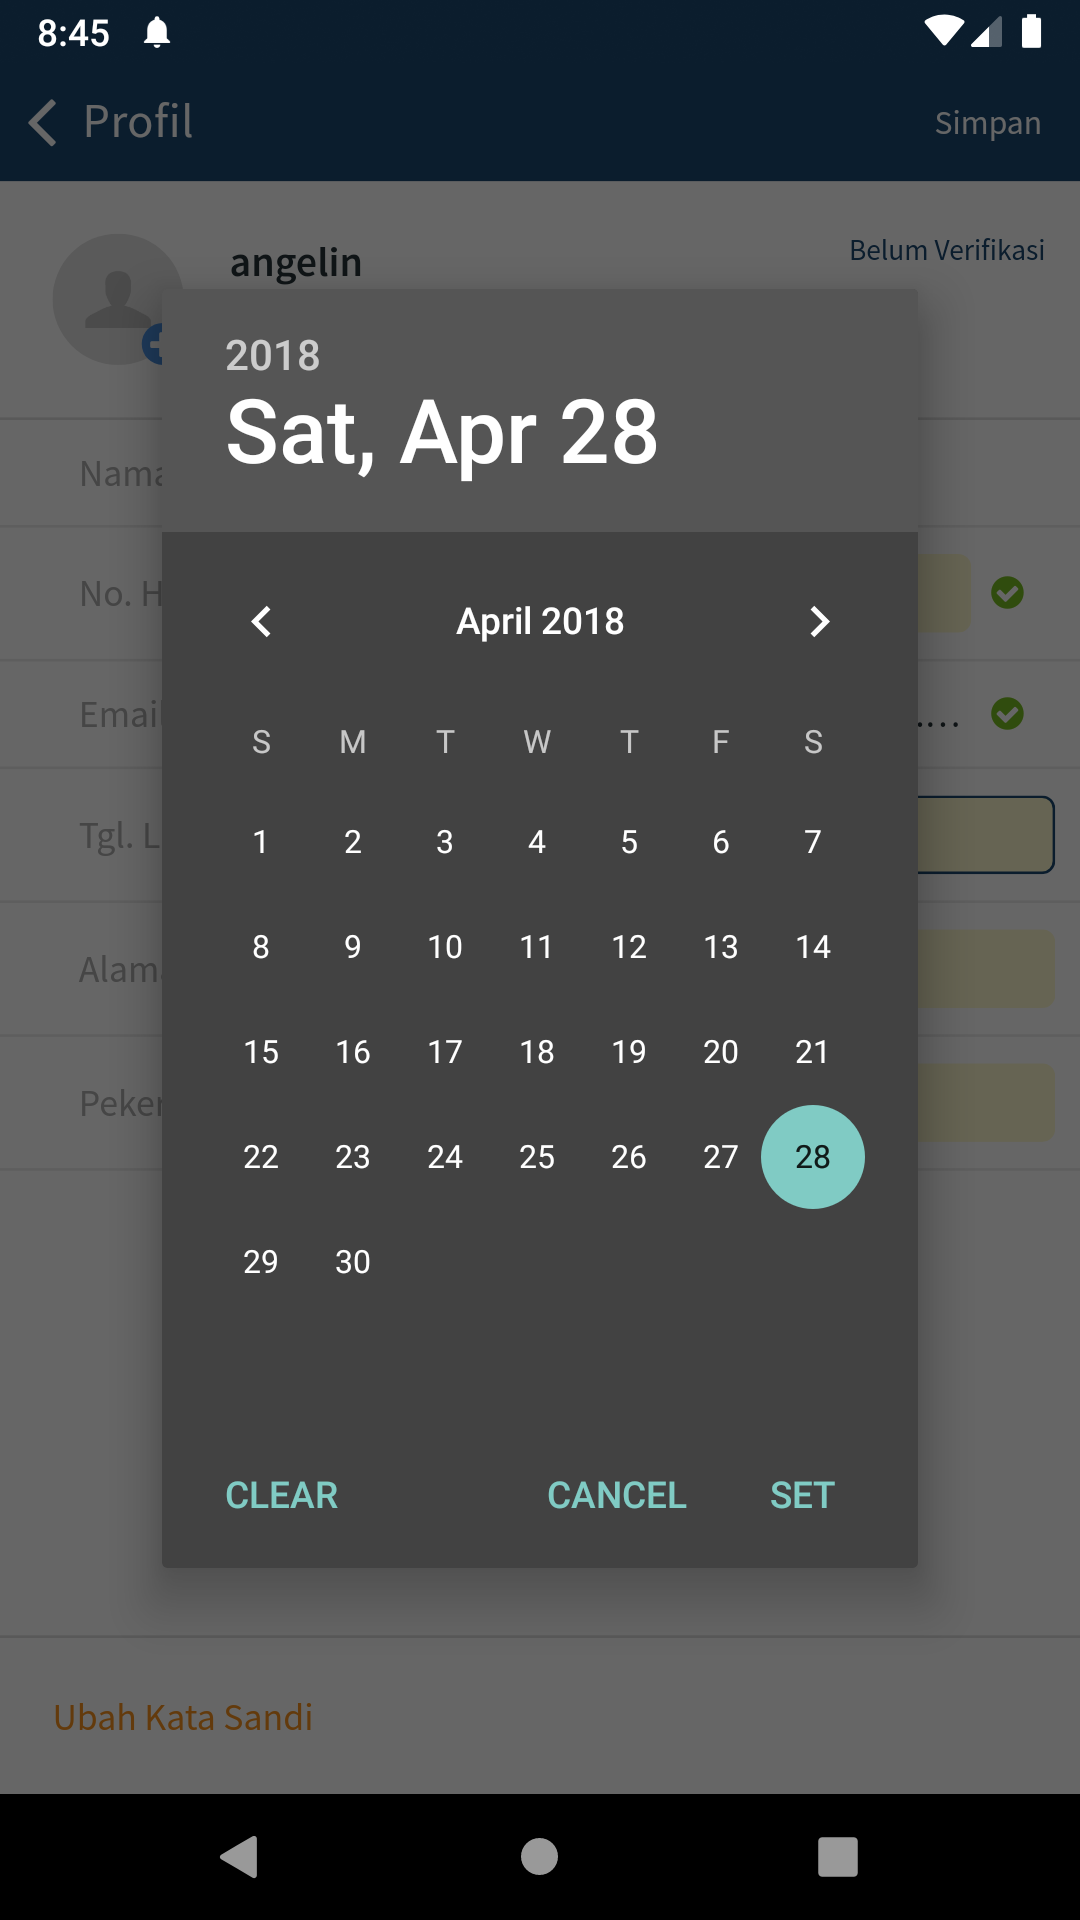 8:45
Profil
Simpan
angelin
Belum Verifikasi
2018
Sat, Apr 28
Nama
No. H
Email
....
Tgl. L
Alama
Peker
April 2018
S M T W T F S
1 2 3 4 5 6 7
8 9 10 11 12 13 14
15 16 17 18 19 20 21
22 23 24 25 26 27 28
29 30
CLEAR CANCEL SET
Ubah Kata Sandi